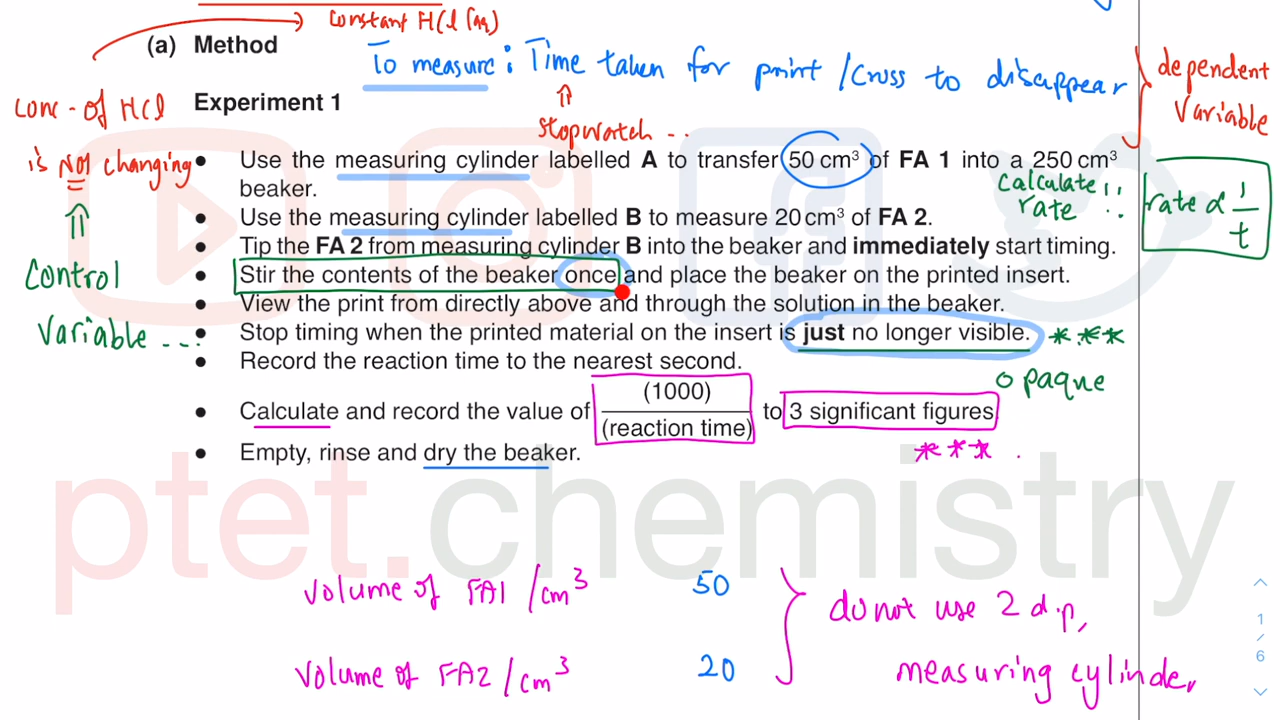 constant HCl (aq)
(a) Method
To measure : Time taken for print / cross to disappear
dependent
variable
conc. of HCl
is NOT changing
Experiment 1
stopwatch ..
• Use the measuring cylinder labelled A to transfer 50 cm³ of FA 1 into a 250 cm³
beaker.
calculate !!
rate
rate ∝ 1/t
• Use the measuring cylinder labelled B to measure 20 cm³ of FA 2.
• Tip the FA 2 from measuring cylinder B into the beaker and immediately start timing.
control
variable ...
• Stir the contents of the beaker once and place the beaker on the printed insert.
• View the print from directly above and through the solution in the beaker.
• Stop timing when the printed material on the insert is just no longer visible. ***
• Record the reaction time to the nearest second.
opaque
• Calculate and record the value of (1000)/(reaction time) to 3 significant figures
*** .
• Empty, rinse and dry the beaker.
ptet.chemistry
volume of FA1 /cm³ 50
do not use 2 d.p,
volume of FA2 /cm³ 20
measuring cylinder
1
/
6